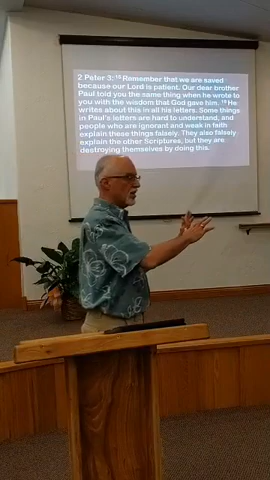 2 Peter 3: 15 Remember that we are saved
because our Lord is patient. Our dear brother
Paul told you the same thing when he wrote to
you with the wisdom that God gave him. 16 He
writes about this in all his letters. Some things
in Paul's letters are hard to understand, and
people who are ignorant and weak in faith
explain these things falsely. They also falsely
explain the other Scriptures, but they are
destroying themselves by doing this.